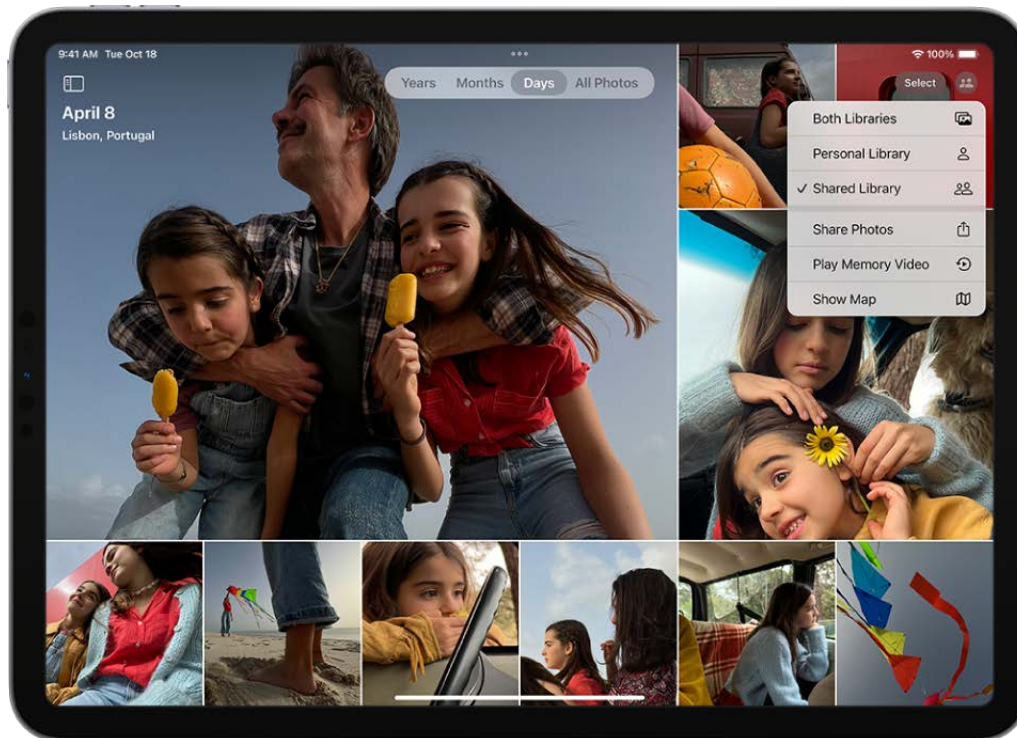 9:41 AM Tue Oct 18
100%
Years Months Days All Photos
Select
April 8
Lisbon, Portugal
Both Libraries
Personal Library
✓ Shared Library
Share Photos
Play Memory Video
Show Map